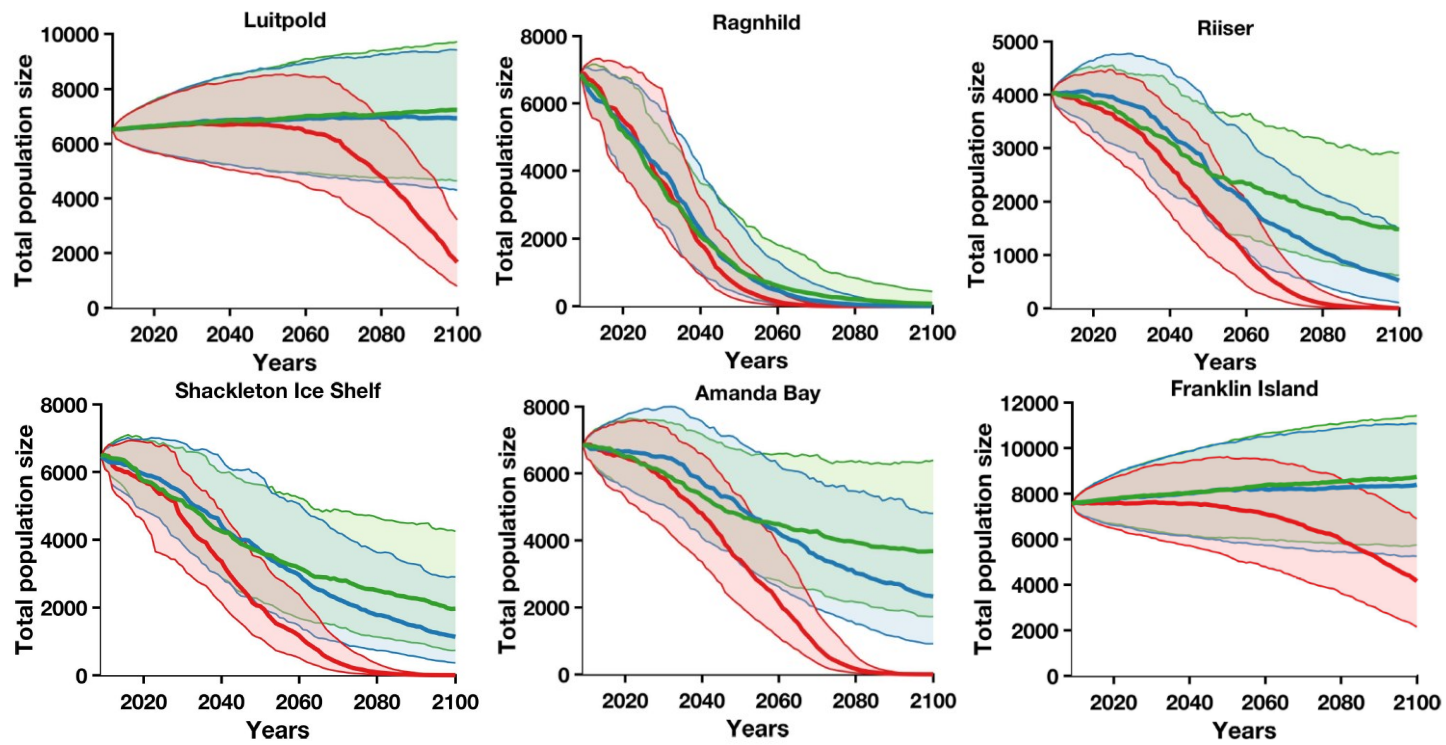 Luitpold
Total population size
10000
8000
6000
4000
2000
0
2020 2040 2060 2080 2100
Years
Ragnhild
Total population size
8000
6000
4000
2000
0
2020 2040 2060 2080 2100
Years
Riiser
Total population size
5000
4000
3000
2000
1000
0
2020 2040 2060 2080 2100
Years
Shackleton Ice Shelf
Total population size
8000
6000
4000
2000
0
2020 2040 2060 2080 2100
Years
Amanda Bay
Total population size
8000
6000
4000
2000
0
2020 2040 2060 2080 2100
Years
Franklin Island
Total population size
12000
10000
8000
6000
4000
2000
0
2020 2040 2060 2080 2100
Years